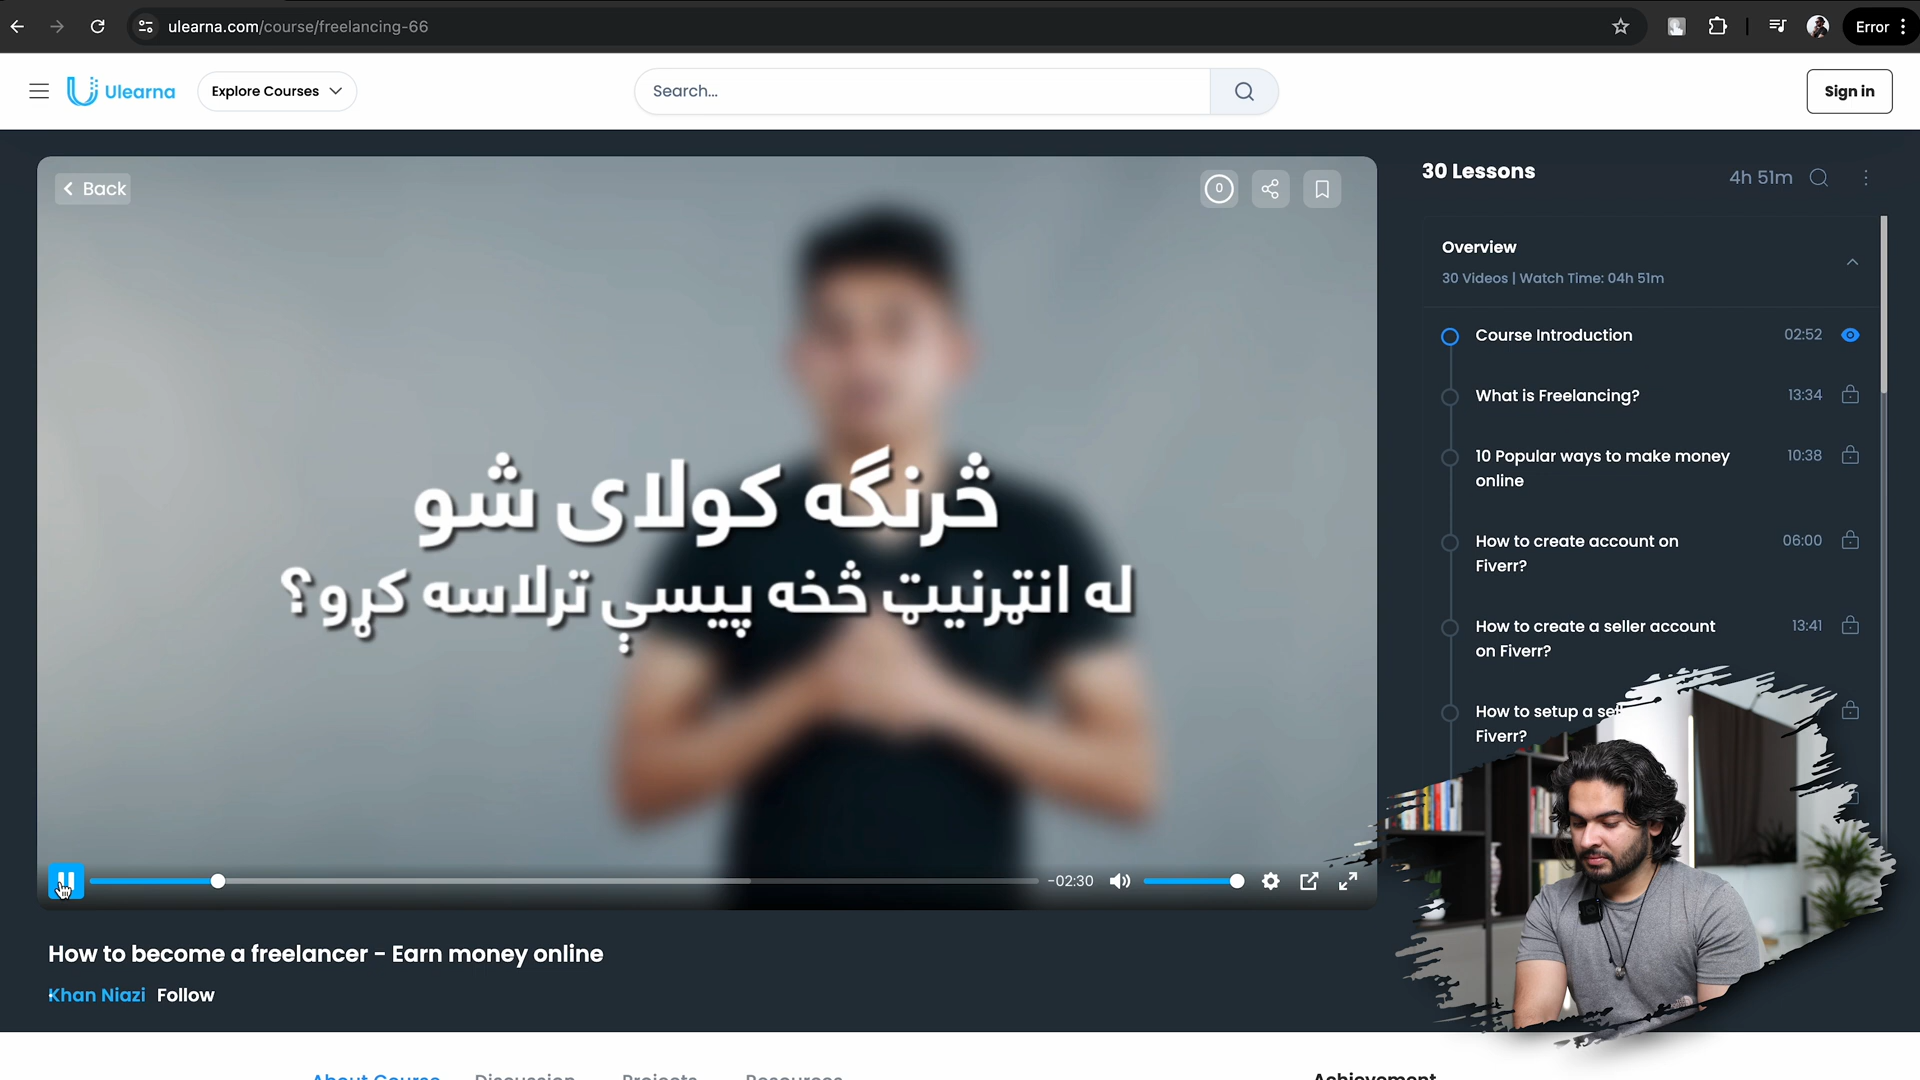 ulearna.com/course/freelancing-66
Error
Ulearna
Explore Courses
Search...
Sign in
Back
0
څرنګه کولای شو
له انټرنیټ څخه پیسې ترلاسه کړو؟
-02:30
How to become a freelancer - Earn money online
Khan Niazi Follow
30 Lessons
4h 51m
Overview
30 Videos | Watch Time: 04h 51m
Course Introduction
02:52
What is Freelancing?
13:34
10 Popular ways to make money
online
10:38
How to create account on
Fiverr?
06:00
How to create a seller account
on Fiverr?
13:41
How to setup a
Fiverr?
About Course
Discussion
Projects
Resources
Achievement